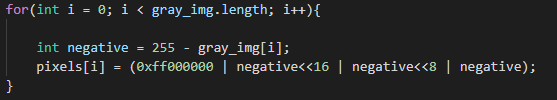 for(int i = 0; i < gray_img.length; i++){
int negative = 255 - gray_img[i];
pixels[i] = (0xff000000 | negative<<16 | negative<<8 | negative);
}